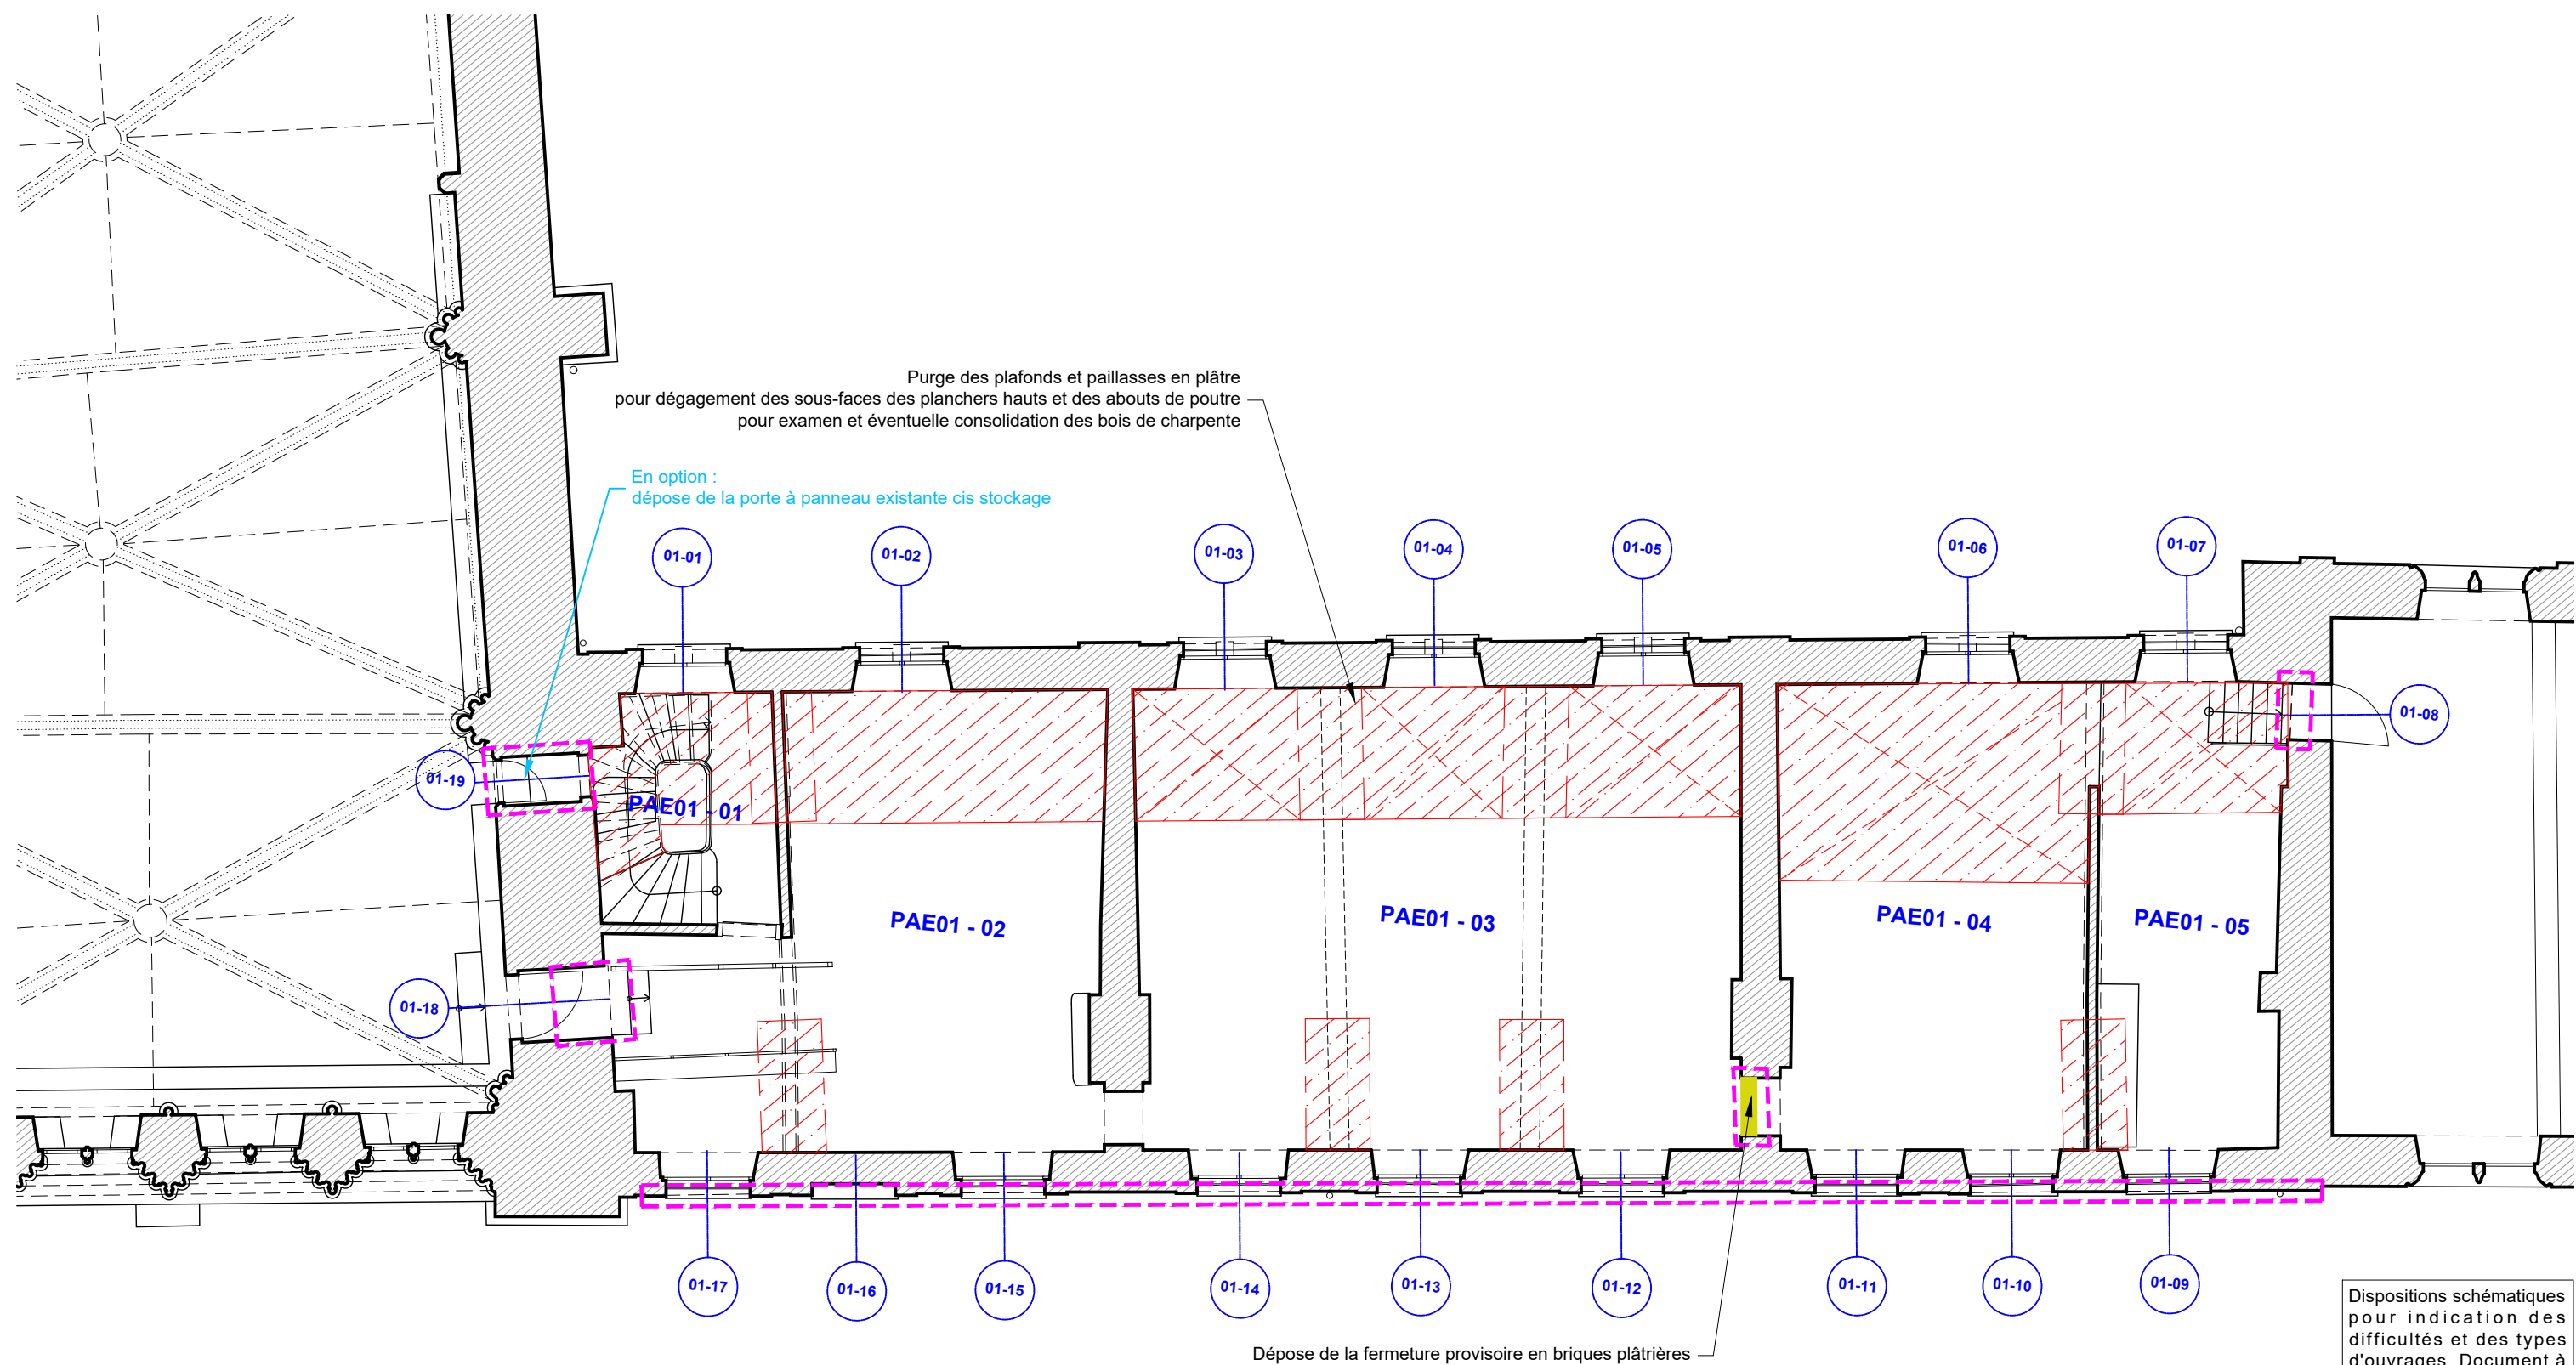 Purge des plafonds et paillasses en plâtre
pour dégagement des sous-faces des planchers hauts et des abouts de poutre
pour examen et éventuelle consolidation des bois de charpente
En option :
dépose de la porte à panneau existante cis stockage
01-01
01-02
01-03
01-04
01-05
01-06
01-07
01-08
01-19
PAE01 - 01
PAE01 - 02
PAE01 - 03
PAE01 - 04
PAE01 - 05
01-18
01-17
01-16
01-15
01-14
01-13
01-12
01-11
01-10
01-09
Dépose de la fermeture provisoire en briques plâtrières
Dispositions schématiques
pour indication des
difficultés et des types
d'ouvrages. Document à